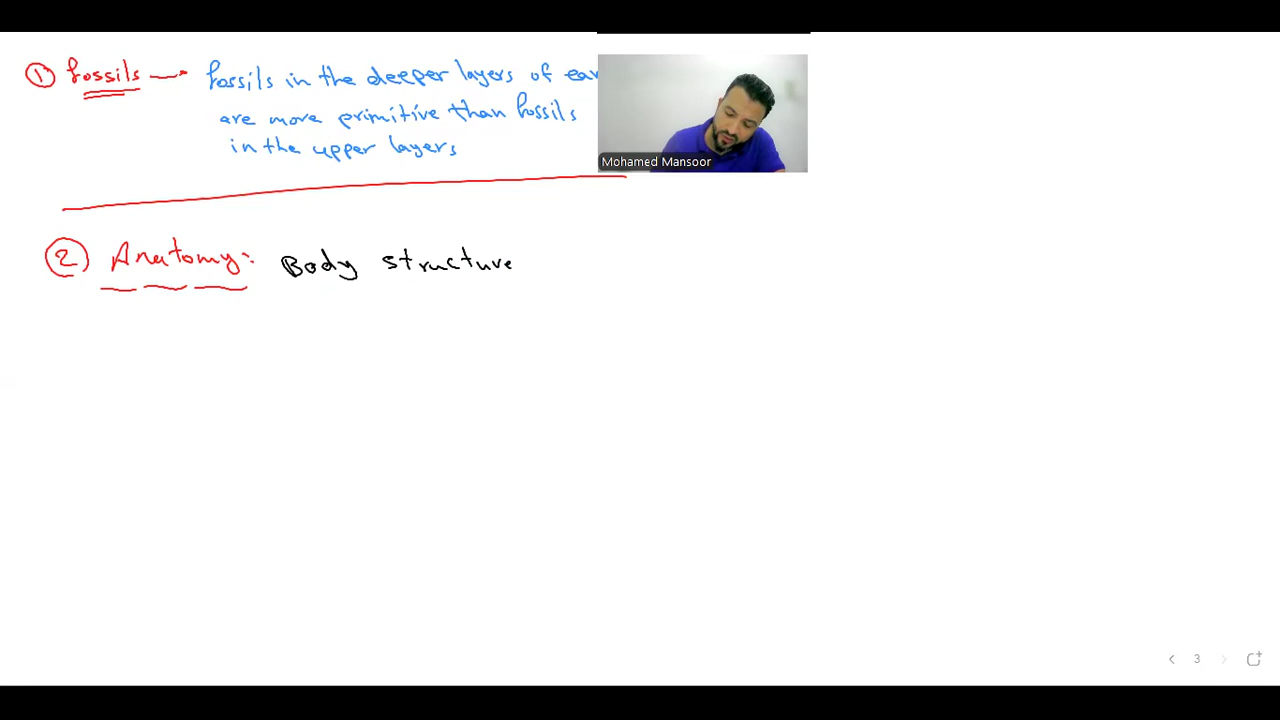 ① fossils → fossils in the deeper layers of
are more primitive than fossils
in the upper layers
Mohamed Mansoor
② Anatomy: Body structure
3